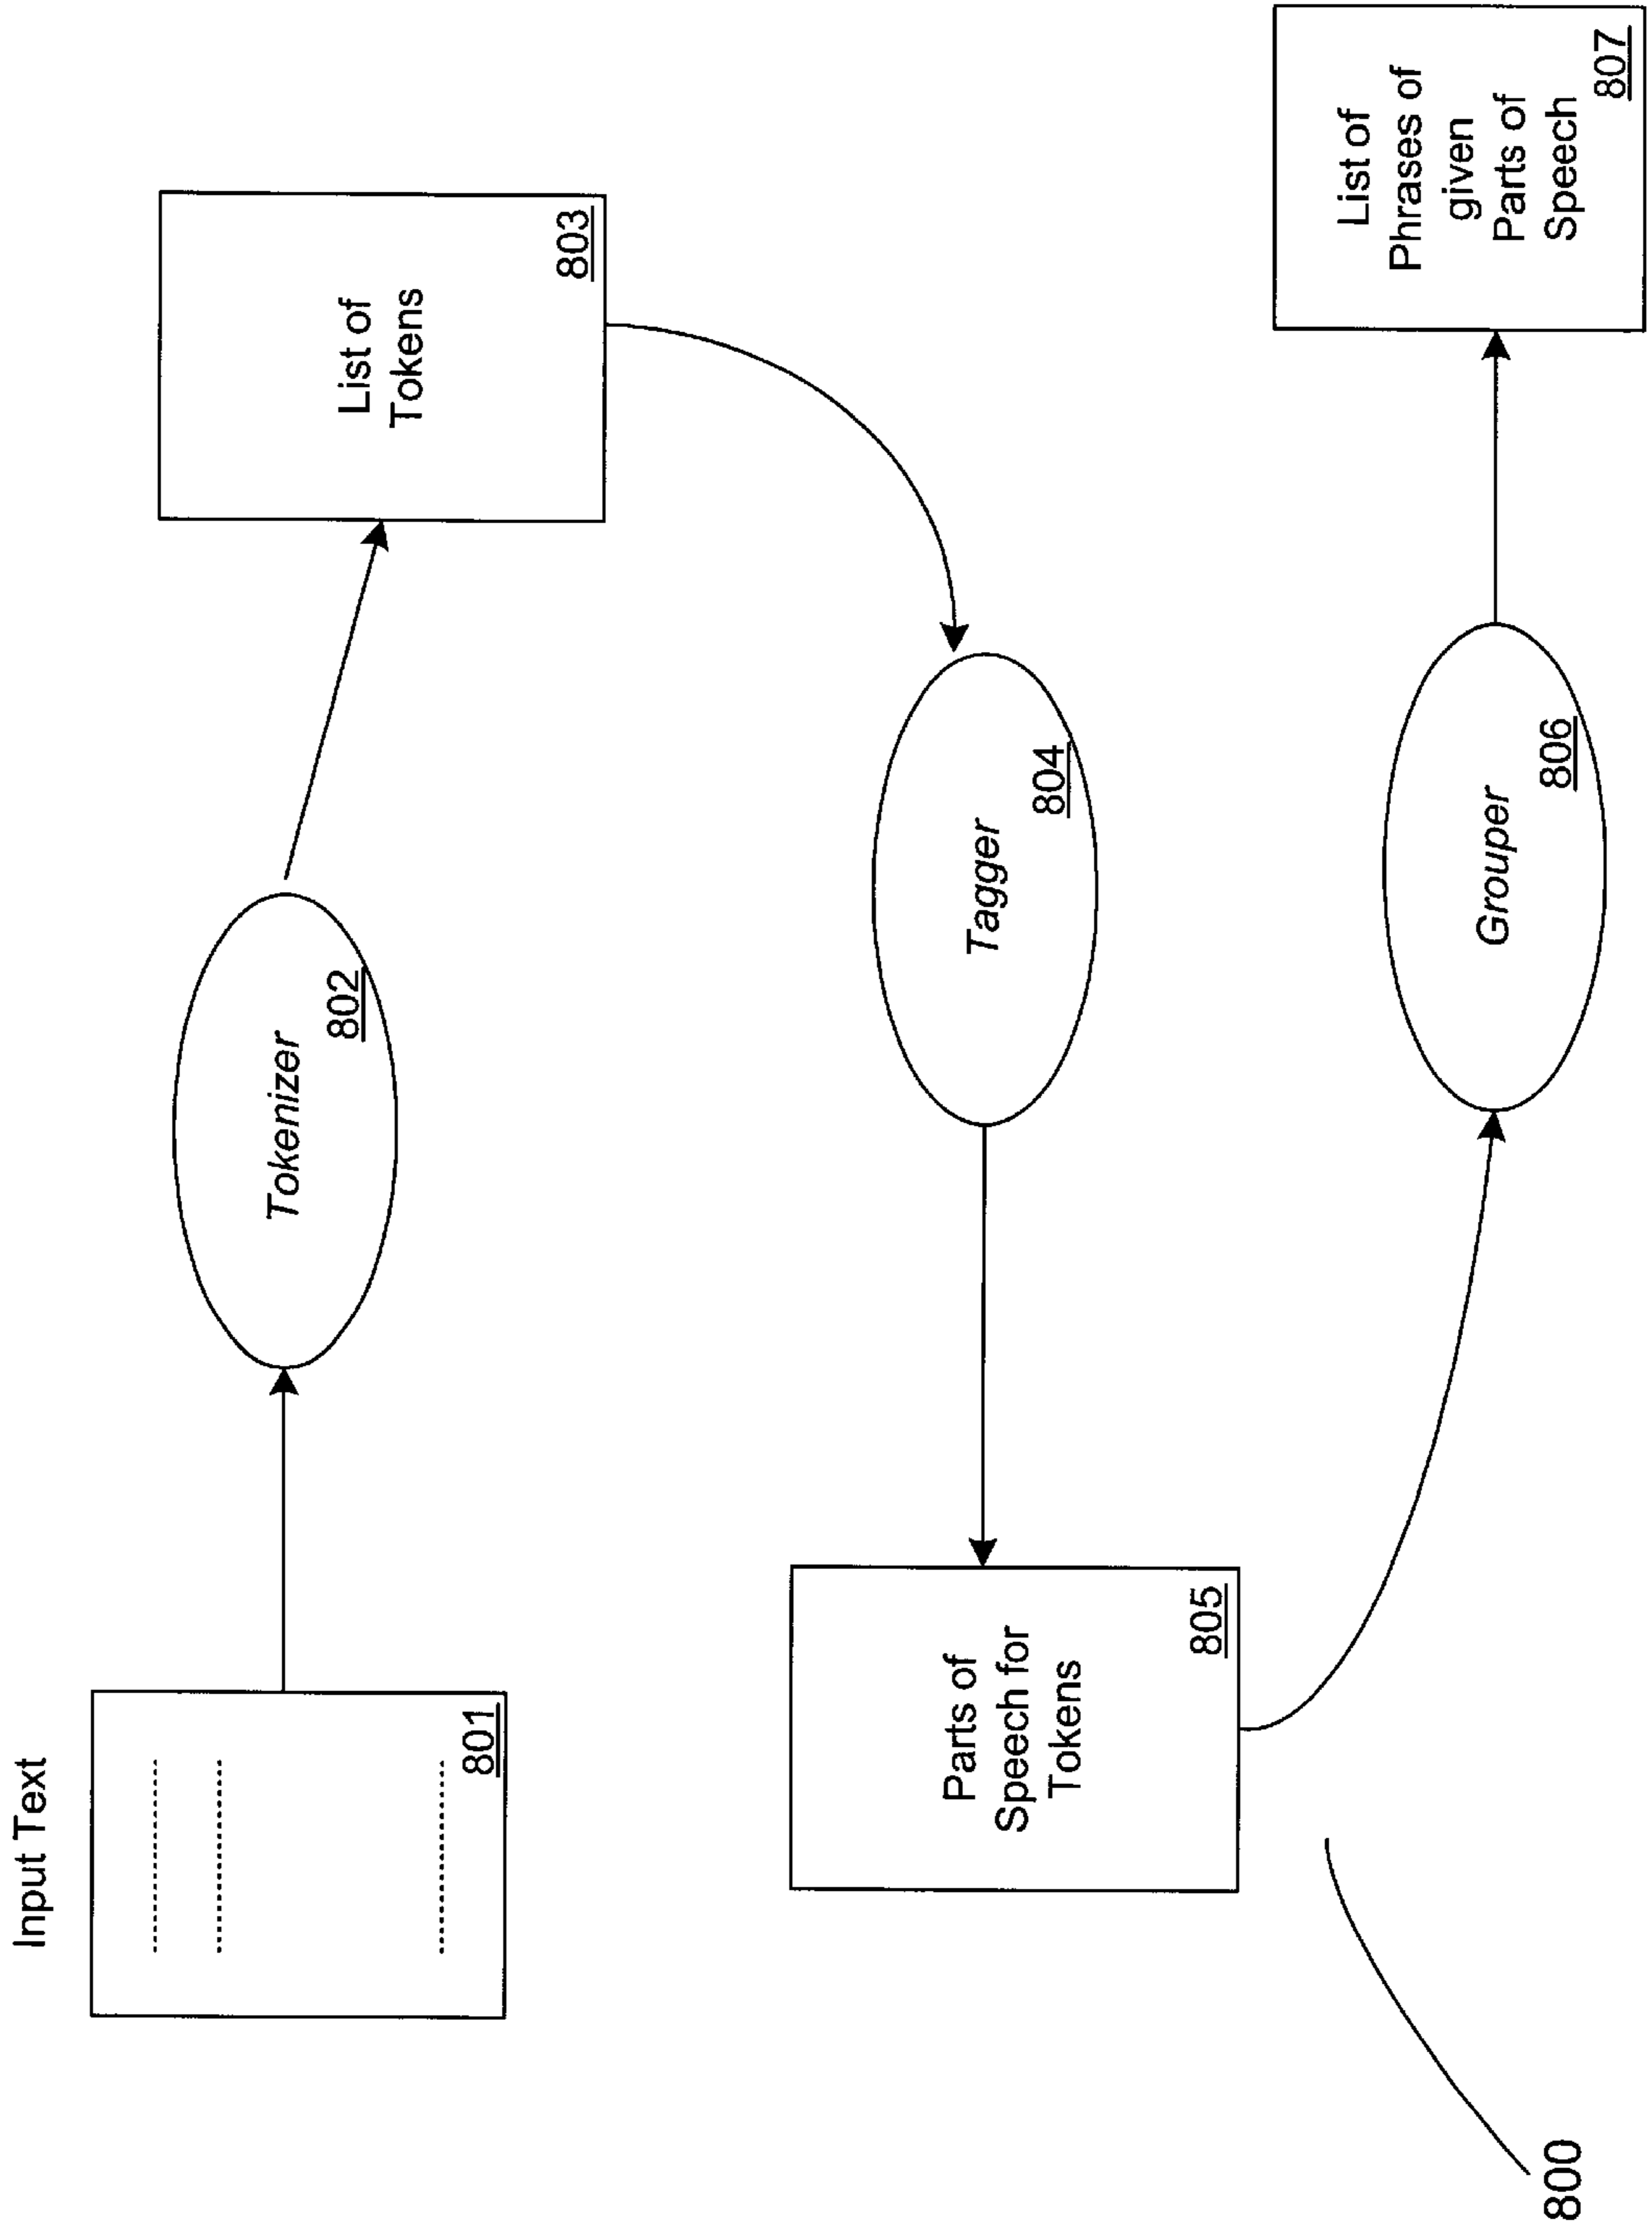 Input Text
801
Tokenizer
802
List of
Tokens
803
Tagger
804
Parts of
Speech for
Tokens
805
Grouper
806
List of
Phrases of
given
Parts of
Speech
807
800